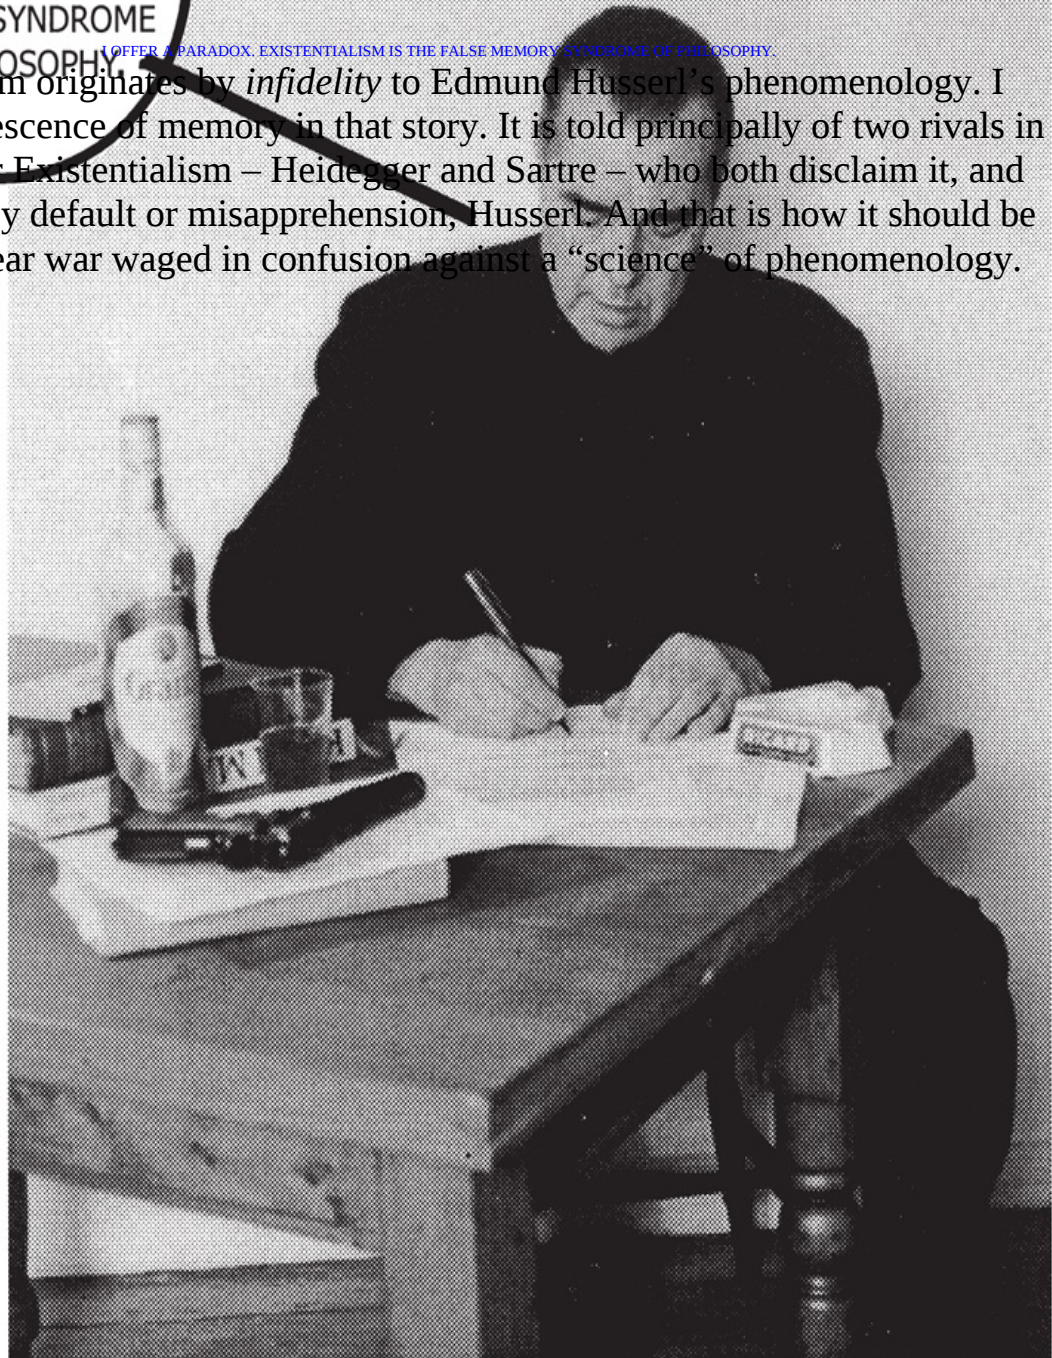 SYNDROME
OSOPHY.
I OFFER A PARADOX. EXISTENTIALISM IS THE FALSE MEMORY SYNDROME OF PHILOSOPHY.
m originates by infidelity to Edmund Husserl’s phenomenology. I
escence of memory in that story. It is told principally of two rivals in
r Existentialism – Heidegger and Sartre – who both disclaim it, and
y default or misapprehension, Husserl. And that is how it should be
ear war waged in confusion against a “science” of phenomenology.